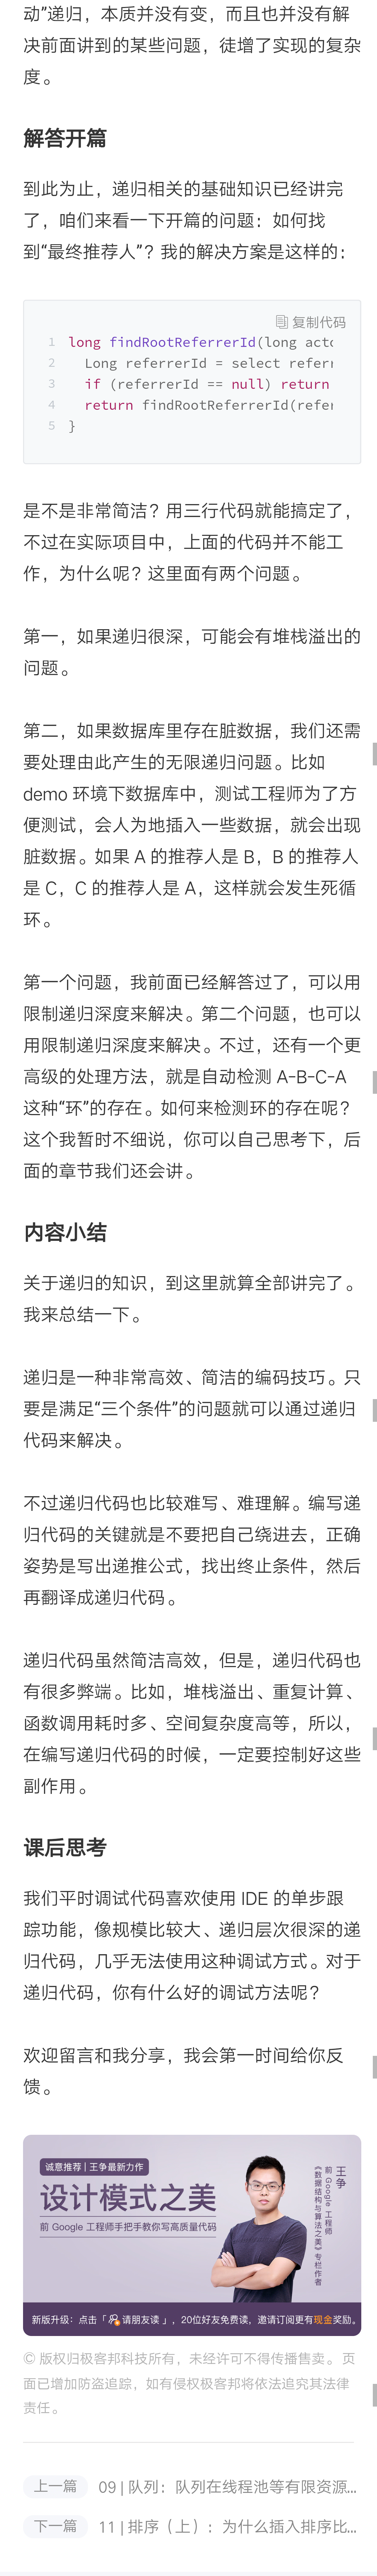 动”递归，本质并没有变，而且也并没有解
决前面讲到的某些问题，徒增了实现的复杂
度。
解答开篇
到此为止，递归相关的基础知识已经讲完
了，咱们来看一下开篇的问题：如何找
到“最终推荐人”？我的解决方案是这样的：
复制代码
1 long findRootReferrerId(long acto
2 Long referrerId = select referr
3 if (referrerId == null) return
4 return findRootReferrerId(refer
5 }
是不是非常简洁？用三行代码就能搞定了，
不过在实际项目中，上面的代码并不能工
作，为什么呢？这里面有两个问题。
第一，如果递归很深，可能会有堆栈溢出的
问题。
第二，如果数据库里存在脏数据，我们还需
要处理由此产生的无限递归问题。比如
demo 环境下数据库中，测试工程师为了方
便测试，会人为地插入一些数据，就会出现
脏数据。如果 A 的推荐人是 B，B 的推荐人
是 C，C 的推荐人是 A，这样就会发生死循
环。
第一个问题，我前面已经解答过了，可以用
限制递归深度来解决。第二个问题，也可以
用限制递归深度来解决。不过，还有一个更
高级的处理方法，就是自动检测 A-B-C-A
这种“环”的存在。如何来检测环的存在呢？
这个我暂时不细说，你可以自己思考下，后
面的章节我们还会讲。
内容小结
关于递归的知识，到这里就算全部讲完了。
我来总结一下。
递归是一种非常高效、简洁的编码技巧。只
要是满足“三个条件”的问题就可以通过递归
代码来解决。
不过递归代码也比较难写、难理解。编写递
归代码的关键就是不要把自己绕进去，正确
姿势是写出递推公式，找出终止条件，然后
再翻译成递归代码。
递归代码虽然简洁高效，但是，递归代码也
有很多弊端。比如，堆栈溢出、重复计算、
函数调用耗时多、空间复杂度高等，所以，
在编写递归代码的时候，一定要控制好这些
副作用。
课后思考
我们平时调试代码喜欢使用 IDE 的单步跟
踪功能，像规模比较大、递归层次很深的递
归代码，几乎无法使用这种调试方式。对于
递归代码，你有什么好的调试方法呢？
欢迎留言和我分享，我会第一时间给你反
馈。
诚意推荐 | 王争最新力作
设计模式之美
前 Google 工程师手把手教你写高质量代码
王争
前 Google 工程师
《数据结构与算法之美》专栏作者
新版升级：点击「 请朋友读 」，20位好友免费读，邀请订阅更有现金奖励。
© 版权归极客邦科技所有，未经许可不得传播售卖。页
面已增加防盗追踪，如有侵权极客邦将依法追究其法律
责任。
上一篇 09 | 队列：队列在线程池等有限资源...
下一篇 11 | 排序（上）：为什么插入排序比...